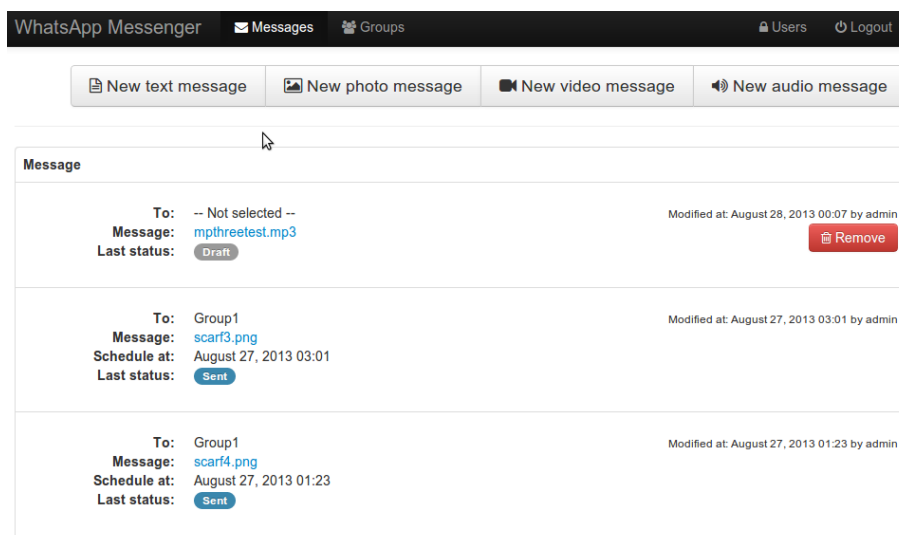 WhatsApp Messenger Messages Groups Users Logout
New text message New photo message New video message New audio message
Message
To: -- Not selected -- Modified at: August 28, 2013 00:07 by admin
Message: mpthreetest.mp3 Remove
Last status: Draft
To: Group1 Modified at: August 27, 2013 03:01 by admin
Message: scarf3.png
Schedule at: August 27, 2013 03:01
Last status: Sent
To: Group1 Modified at: August 27, 2013 01:23 by admin
Message: scarf4.png
Schedule at: August 27, 2013 01:23
Last status: Sent